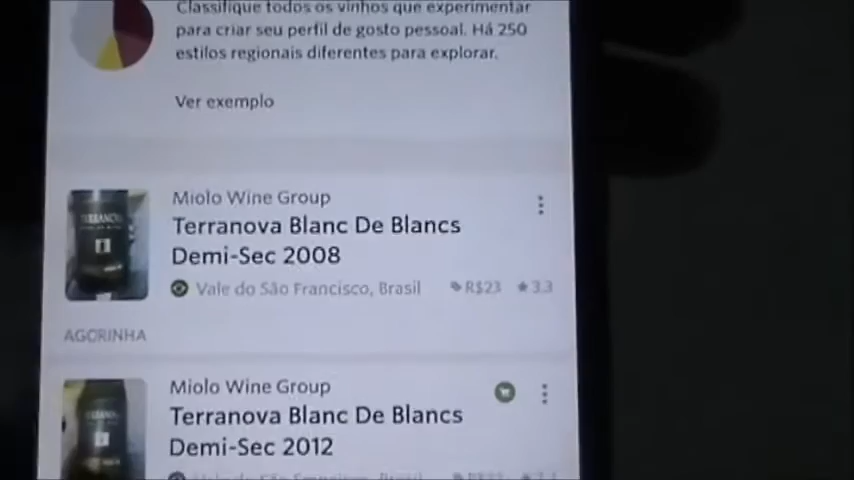 Classifique todos os vinhos que experimentar
para criar seu perfil de gosto pessoal. Há 250
estilos regionais diferentes para explorar.
Ver exemplo
Miolo Wine Group
Terranova Blanc De Blancs
Demi-Sec 2008
Vale do São Francisco, Brasil R$23 3.3
TERRANOVA
AGORINHA
Miolo Wine Group
Terranova Blanc De Blancs
Demi-Sec 2012